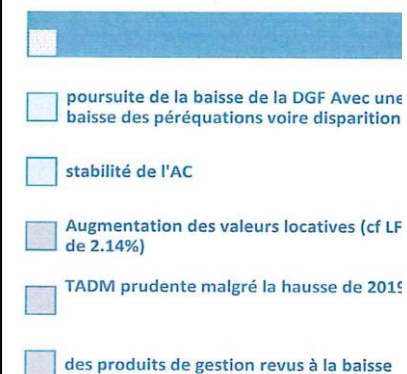 poursuite de la baisse de la DGF Avec une
baisse des péréquations voire disparition
stabilité de l'AC
Augmentation des valeurs locatives (cf LF
de 2.14%)
TADM prudente malgré la hausse de 2019
des produits de gestion revus à la baisse